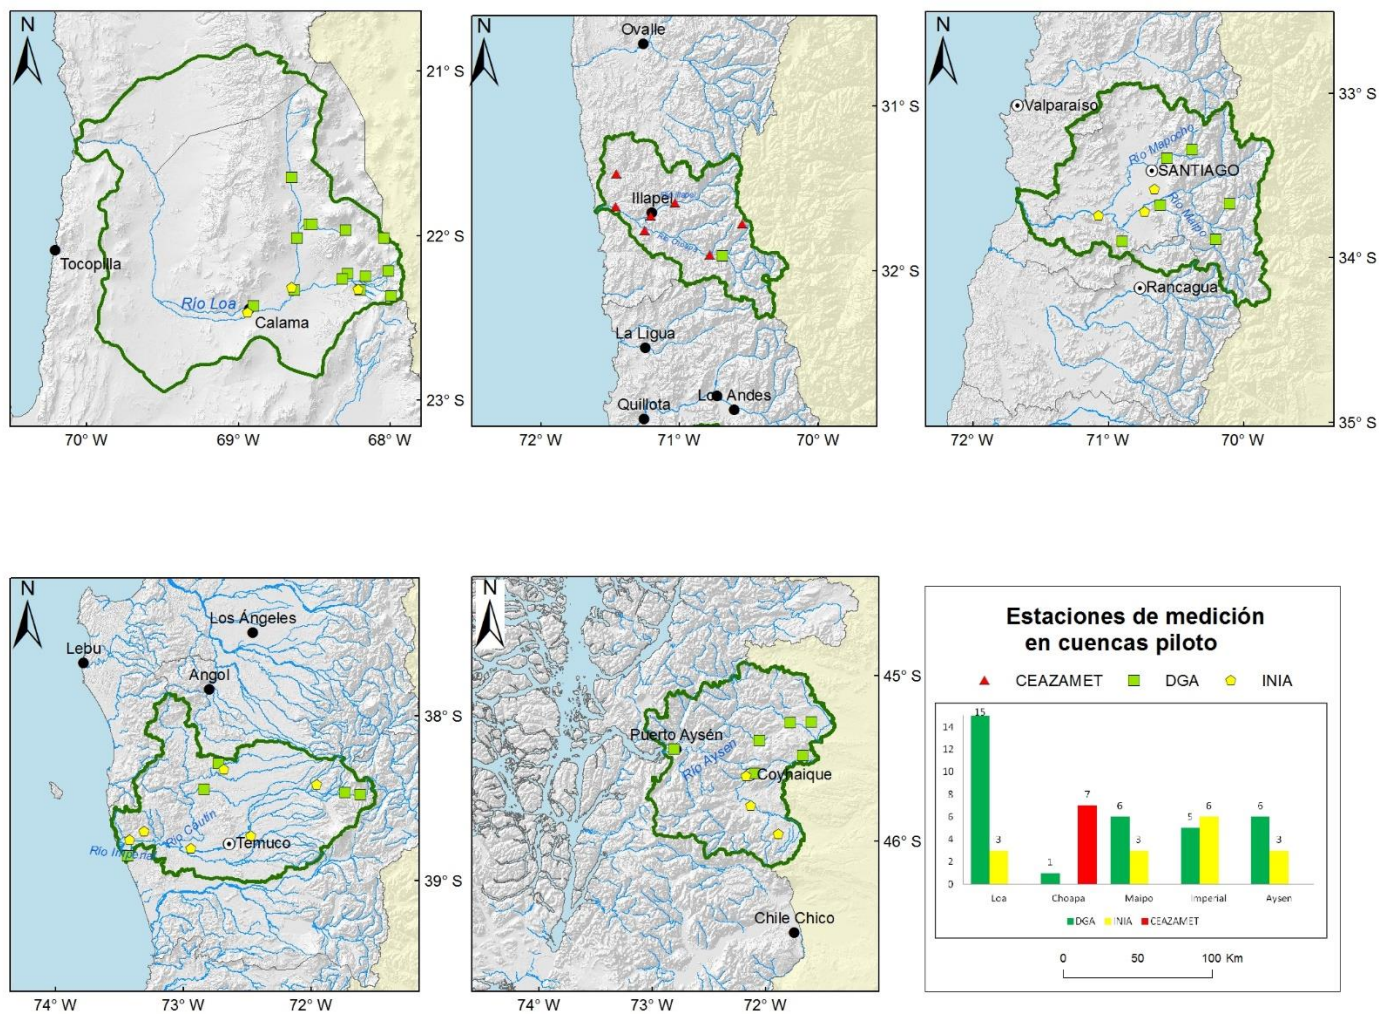 N
Tocopilla
Río Loa
Calama
21° S
22° S
23° S
70° W
69° W
68° W
N
Ovalle
Illapel
Río Choapa
La Ligua
Quillota
Los Andes
31° S
32° S
72° W
71° W
70° W
N
Valparaíso
Río Mapocho
SANTIAGO
Río Maipo
Rancagua
33° S
34° S
35° S
72° W
71° W
70° W
N
Los Ángeles
Lebu
Angol
Río Cautín
Río Imperial
Temuco
38° S
39° S
74° W
73° W
72° W
N
Puerto Aysén
Río Aysen
Coyhaique
Chile Chico
45° S
46° S
74° W
73° W
72° W
Estaciones de medición
en cuencas piloto
CEAZAMET DGA INIA
14
12
10
8
6
4
2
0
15
3
1
7
6
3
5
6
6
3
Loa Choapa Maipo Imperial Aysen
DGA INIA CEAZAMET
0 50 100 Km